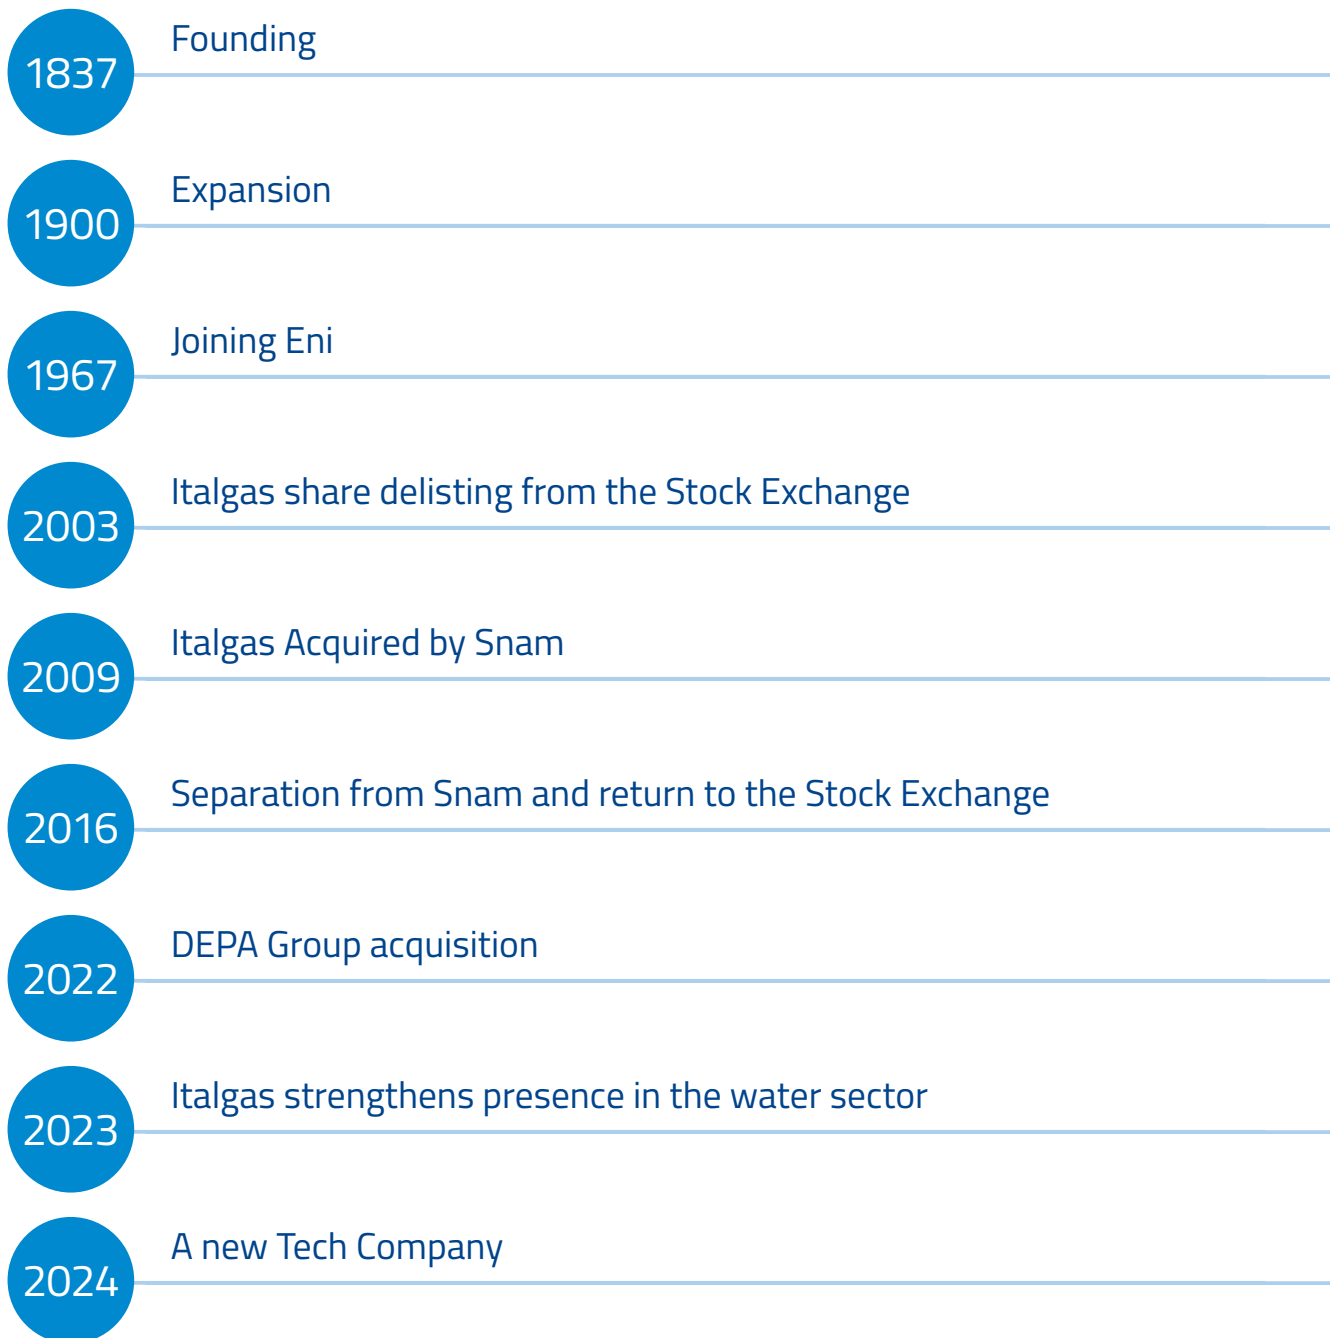 1837
Founding
1900
Expansion
1967
Joining Eni
2003
Italgas share delisting from the Stock Exchange
2009
Italgas Acquired by Snam
2016
Separation from Snam and return to the Stock Exchange
2022
DEPA Group acquisition
2023
Italgas strengthens presence in the water sector
2024
A new Tech Company